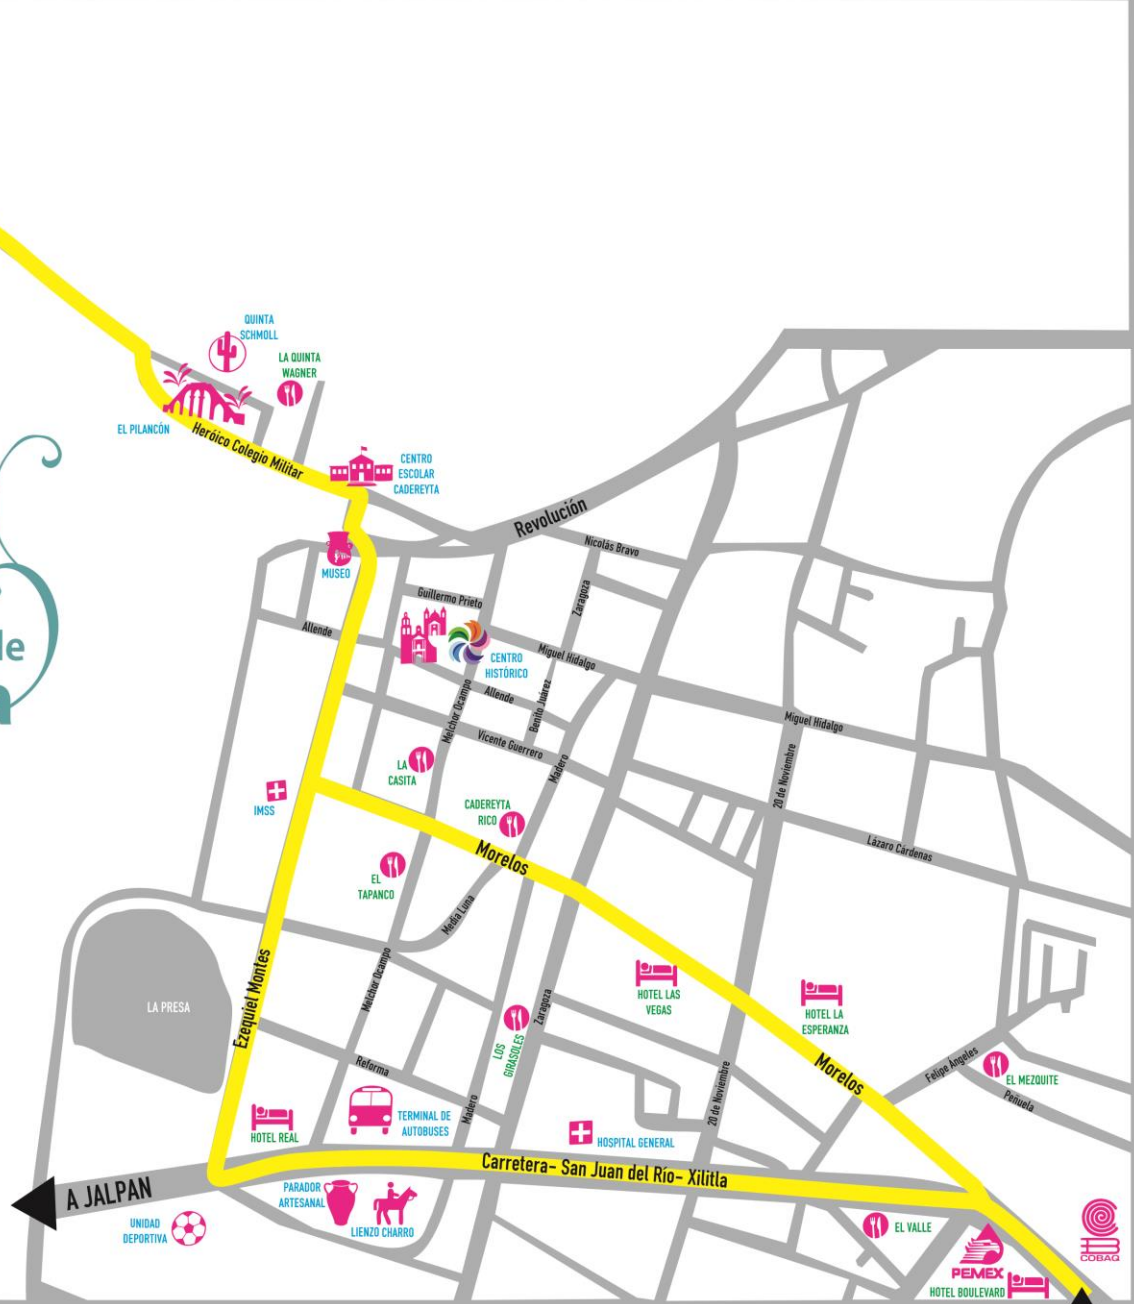 QUINTA
SCHMOLL
LA QUINTA
WAGNER
EL PILANCÓN
Heróico Colegio Militar
CENTRO
ESCOLAR
CADEREYTA
Revolución
Nicolás Bravo
MUSEO
Guillermo Prieto
Zaragoza
Allende
le
CENTRO
HISTÓRICO
Miguel Hidalgo
Allende
Benito Juárez
Melchor Ocampo
Vicente Guerrero
Miguel Hidalgo
LA
CASITA
Madero
20 de Noviembre
IMSS
CADEREYTA
RICO
Morelos
Lázaro Cárdenas
EL
TAPANCO
Media Luna
Ezequiel Montes
Melchor Ocampo
LA PRESA
HOTEL LAS
VEGAS
HOTEL LA
ESPERANZA
Zaragoza
LOS
GIRASOLES
Reforma
Morelos
Felipe Ángeles
EL MEZQUITE
Peñuela
20 de Noviembre
Madero
HOTEL REAL
TERMINAL DE
AUTOBUSES
HOSPITAL GENERAL
Carretera- San Juan del Río- Xilitla
A JALPAN
PARADOR
ARTESANAL
UNIDAD
DEPORTIVA
LIENZO CHARRO
EL VALLE
PEMEX
COBAQ
HOTEL BOULEVARD